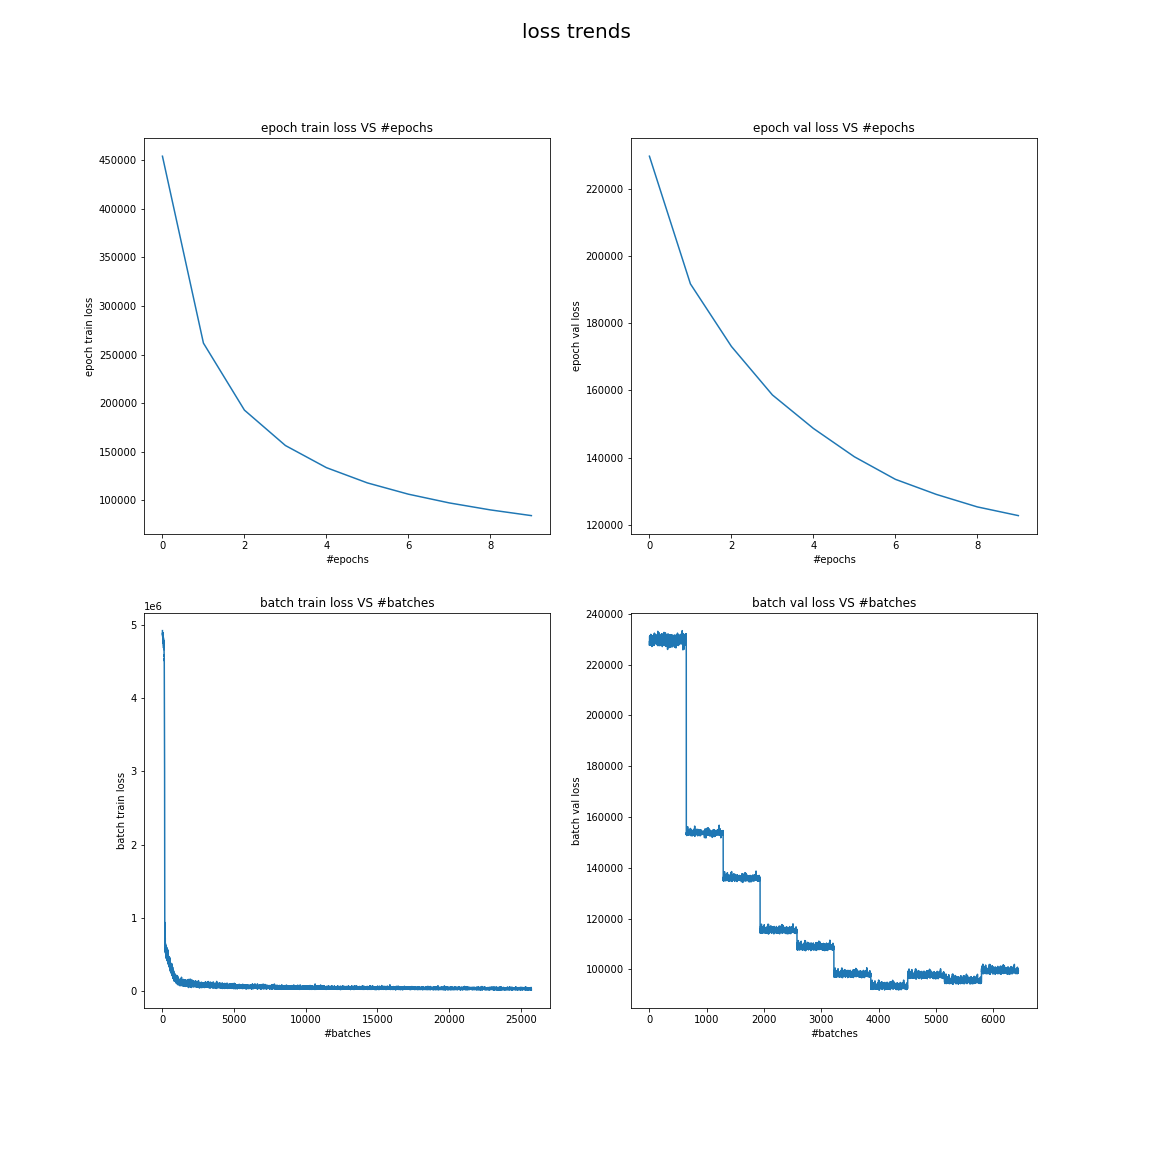 loss trends
epoch train loss VS #epochs
450000
400000
350000
300000
250000
200000
150000
100000
epoch train loss
0 2 4 6 8
#epochs
epoch val loss VS #epochs
220000
200000
180000
160000
140000
120000
epoch val loss
0 2 4 6 8
#epochs
batch train loss VS #batches
1e6
5
4
3
2
1
0
batch train loss
0 5000 10000 15000 20000 25000
#batches
batch val loss VS #batches
240000
220000
200000
180000
160000
140000
120000
100000
batch val loss
0 1000 2000 3000 4000 5000 6000
#batches